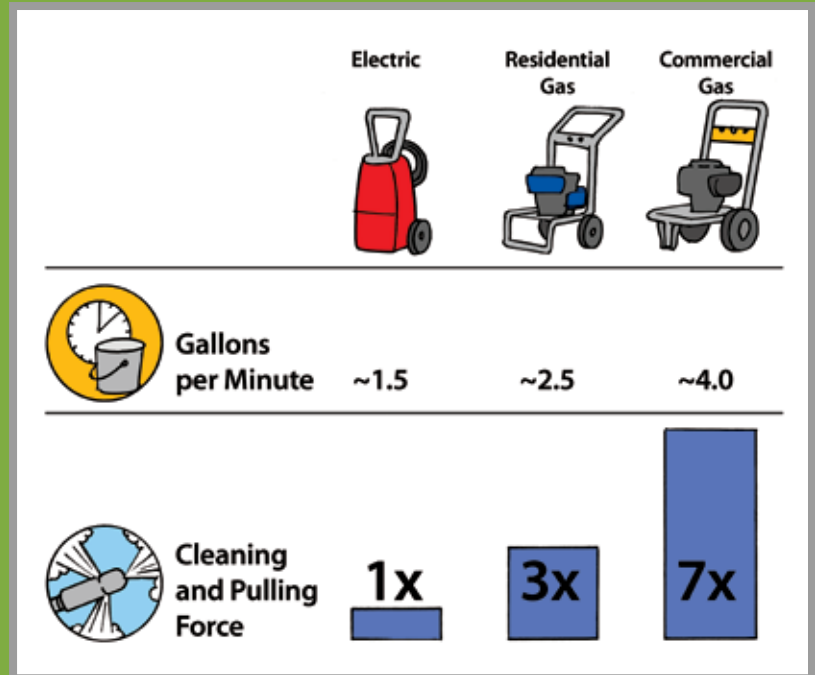 Electric
Residential
Gas
Commercial
Gas
Gallons
per Minute
~1.5
~2.5
~4.0
Cleaning
and Pulling
Force
1x
3x
7x